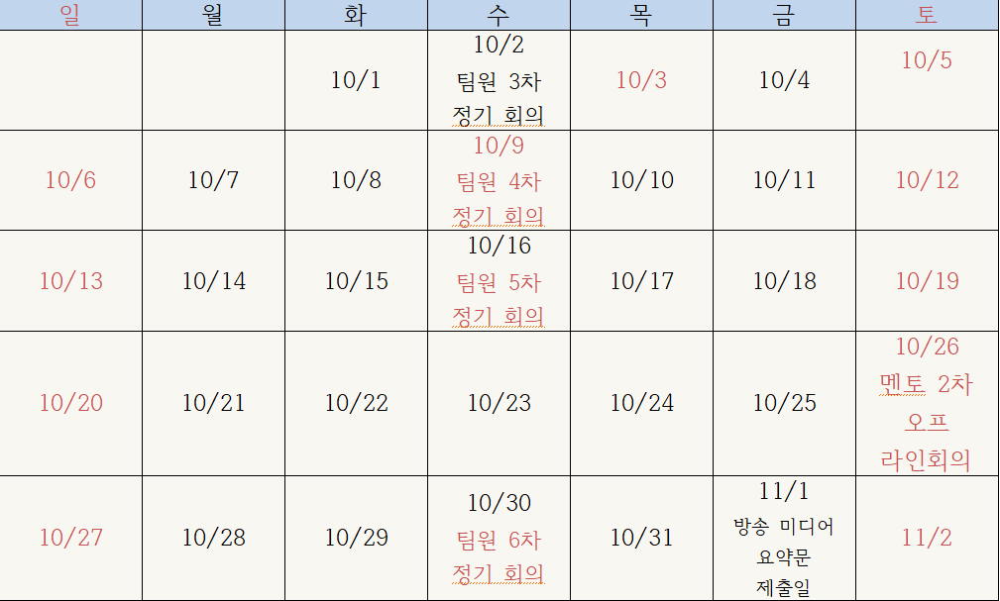 일 월 화 수 목 금 토
10/1
10/2
팀원 3차
정기 회의
10/3
10/4
10/5
10/6
10/7
10/8
10/9
팀원 4차
정기 회의
10/10
10/11
10/12
10/13
10/14
10/15
10/16
팀원 5차
정기 회의
10/17
10/18
10/19
10/20
10/21
10/22
10/23
10/24
10/25
10/26
멘토 2차
오프
라인회의
10/27
10/28
10/29
10/30
팀원 6차
정기 회의
10/31
11/1
방송 미디어
요약문
제출일
11/2